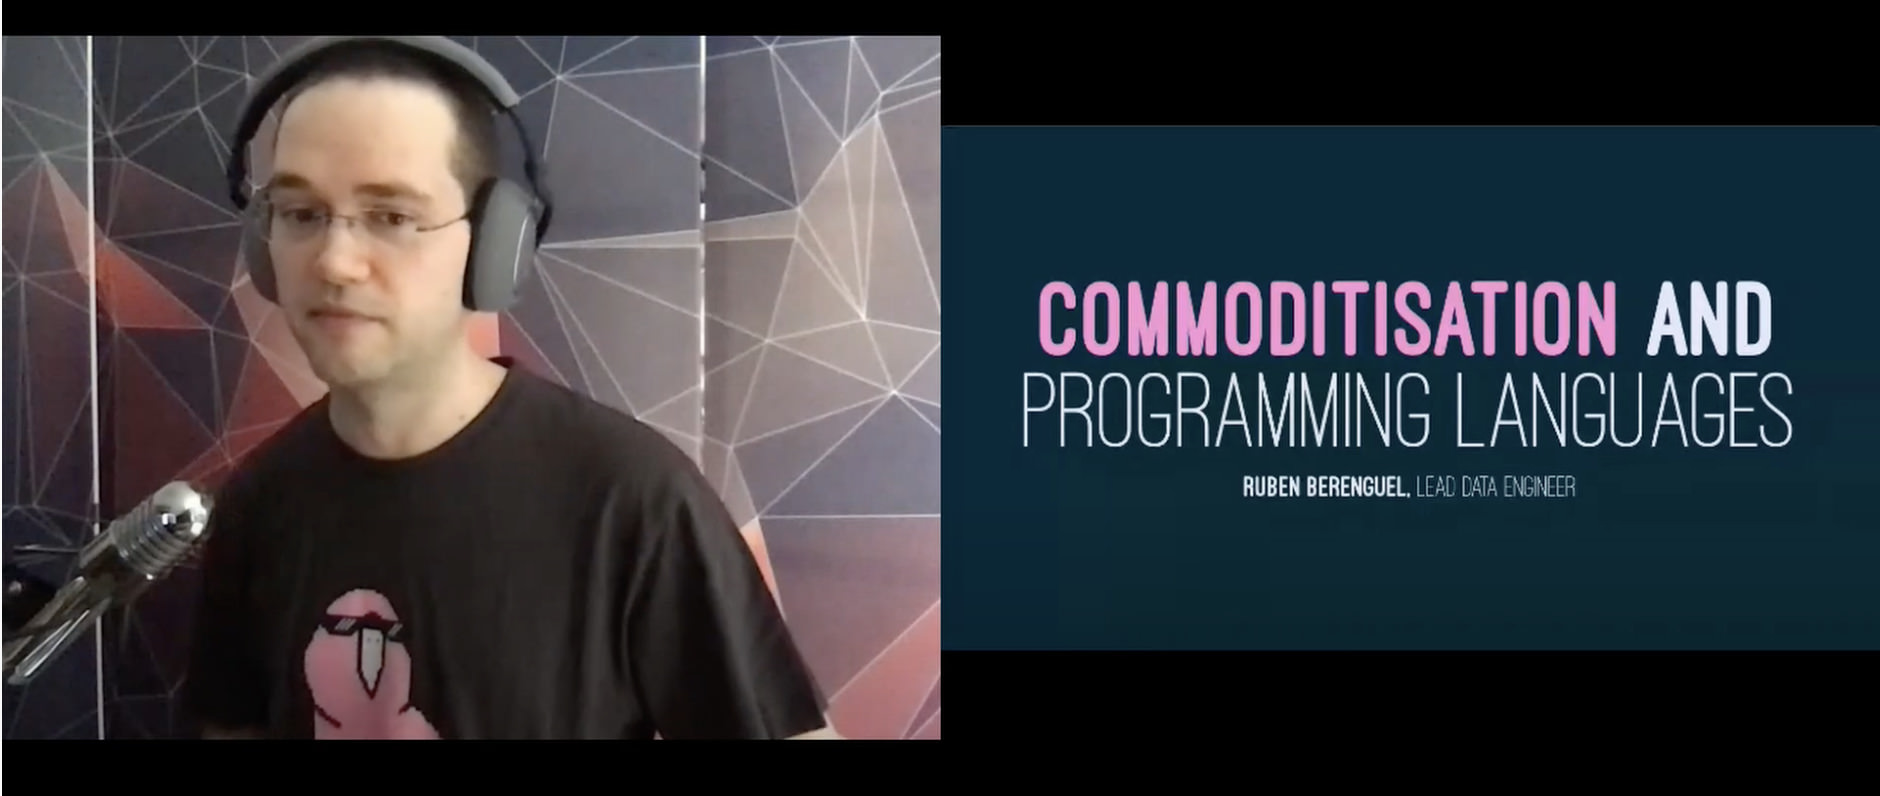 COMMODITISATION AND
PROGRAMMING LANGUAGES
RUBEN BERENGUEL, LEAD DATA ENGINEER